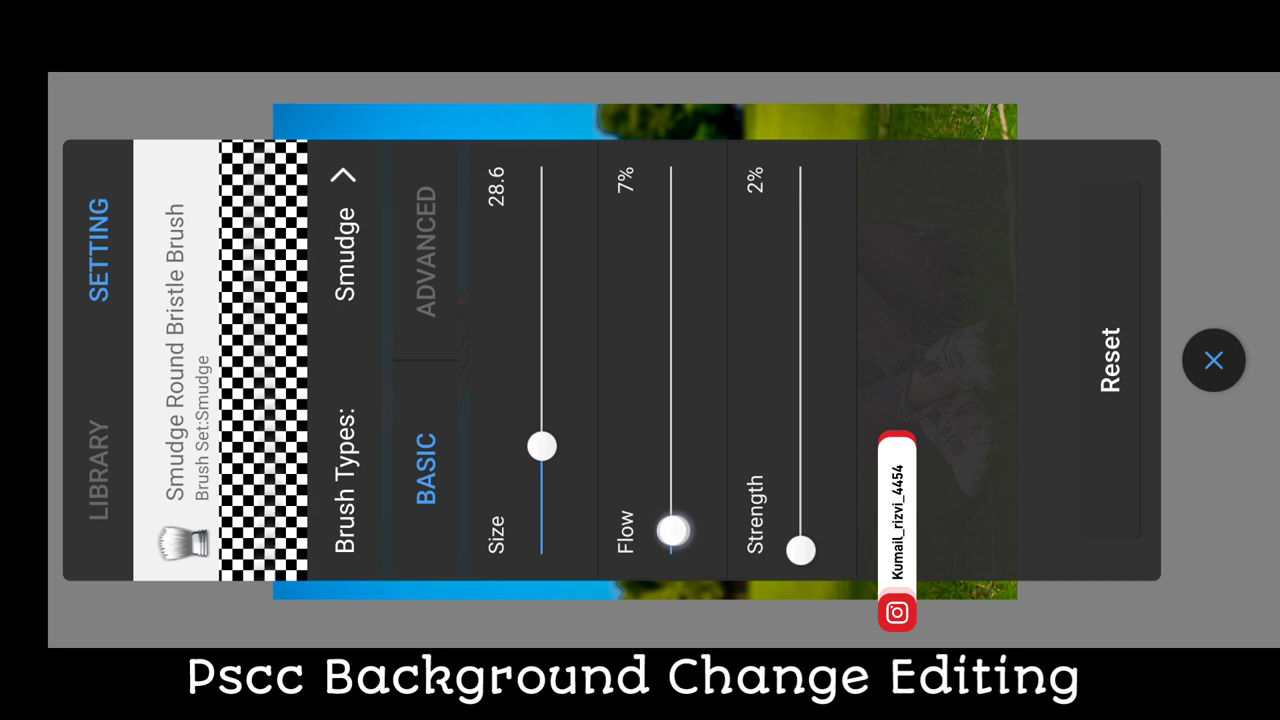 LIBRARY SETTING
Smudge Round Bristle Brush
Brush Set:Smudge
Brush Types: Smudge
BASIC ADVANCED
Size 28.6
Flow 7%
Strength 2%
Kumail_rizvi_4454
Reset
Pscc Background Change Editing